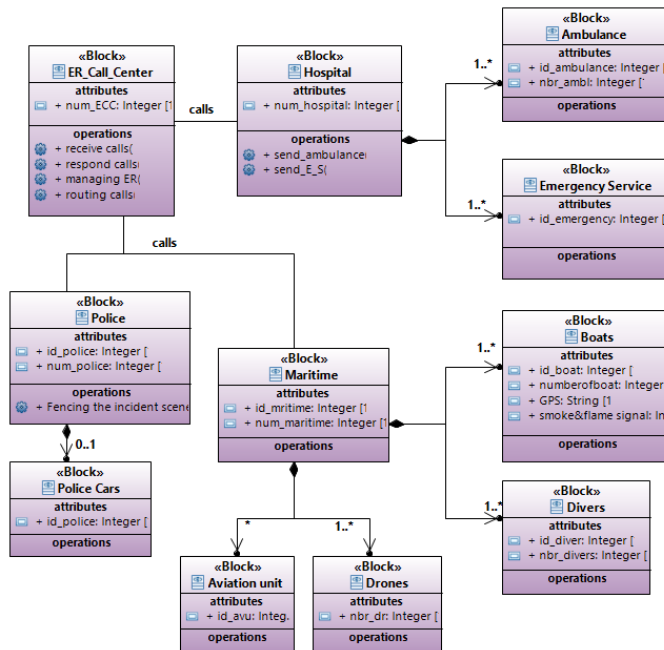 «Block»
ER_Call_Center
attributes
+ num_ECC: Integer [1
operations
+ receive calls(
+ respond calls(
+ managing ER(
+ routing calls(
calls
«Block»
Hospital
attributes
+ num_hospital: Integer [
operations
+ send_ambulance(
+ send_E_S(
1..*
«Block»
Ambulance
attributes
+ id_ambulance: Integer [
+ nbr_ambl: Integer [
operations
1..*
«Block»
Emergency Service
attributes
+ id_emergency: Integer [
operations
calls
«Block»
Police
attributes
+ id_police: Integer [
+ num_police: Integer [
operations
+ Fencing the incident scene
0..1
«Block»
Police Cars
attributes
+ id_police: Integer [
operations
«Block»
Maritime
attributes
+ id_mritime: Integer [1
+ num_maritime: Integer [1
operations
1..*
«Block»
Boats
attributes
+ id_boat: Integer [
+ numberofboat: Integer
+ GPS: String [1
+ smoke&flame signal: In
operations
1..*
«Block»
Divers
attributes
+ id_diver: Integer [
+ nbr_divers: Integer [
operations
*
«Block»
Aviation unit
attributes
+ id_avu: Integ.
operations
1..*
«Block»
Drones
attributes
+ nbr_dr: Integer [
operations